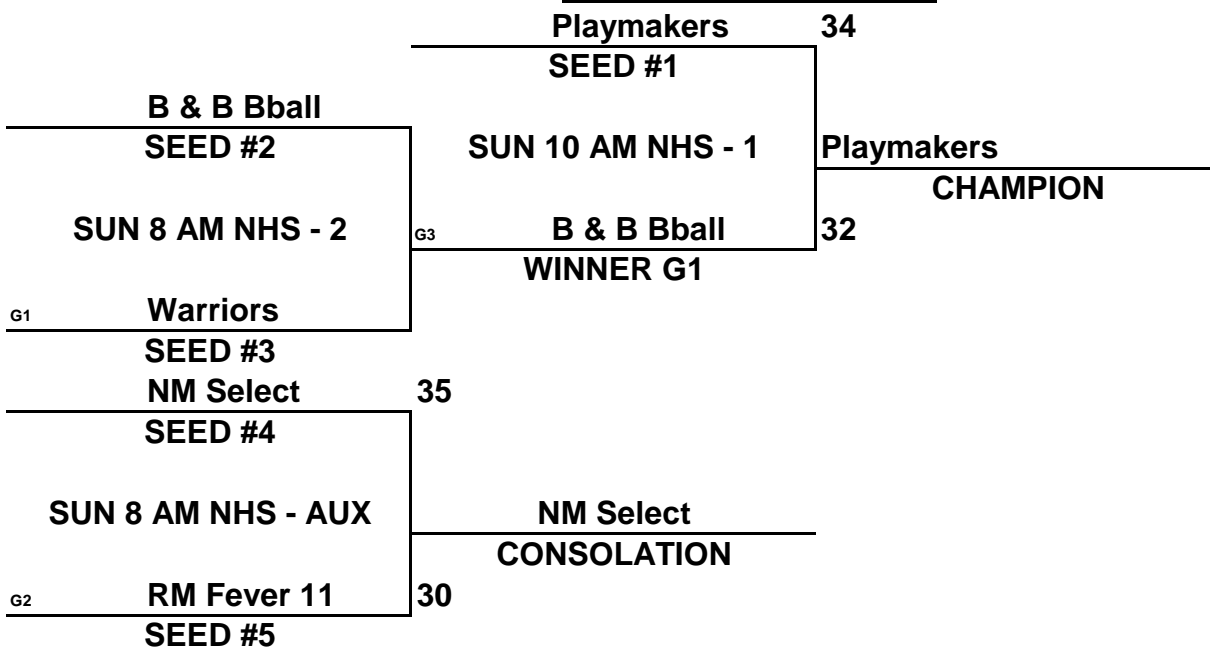 Playmakers 34
SEED #1
B & B Bball
SEED #2 SUN 10 AM NHS - 1 Playmakers
CHAMPION
SUN 8 AM NHS - 2 G3 B & B Bball 32
WINNER G1
G1 Warriors
SEED #3
NM Select 35
SEED #4
SUN 8 AM NHS - AUX NM Select
CONSOLATION
G2 RM Fever 11 30
SEED #5